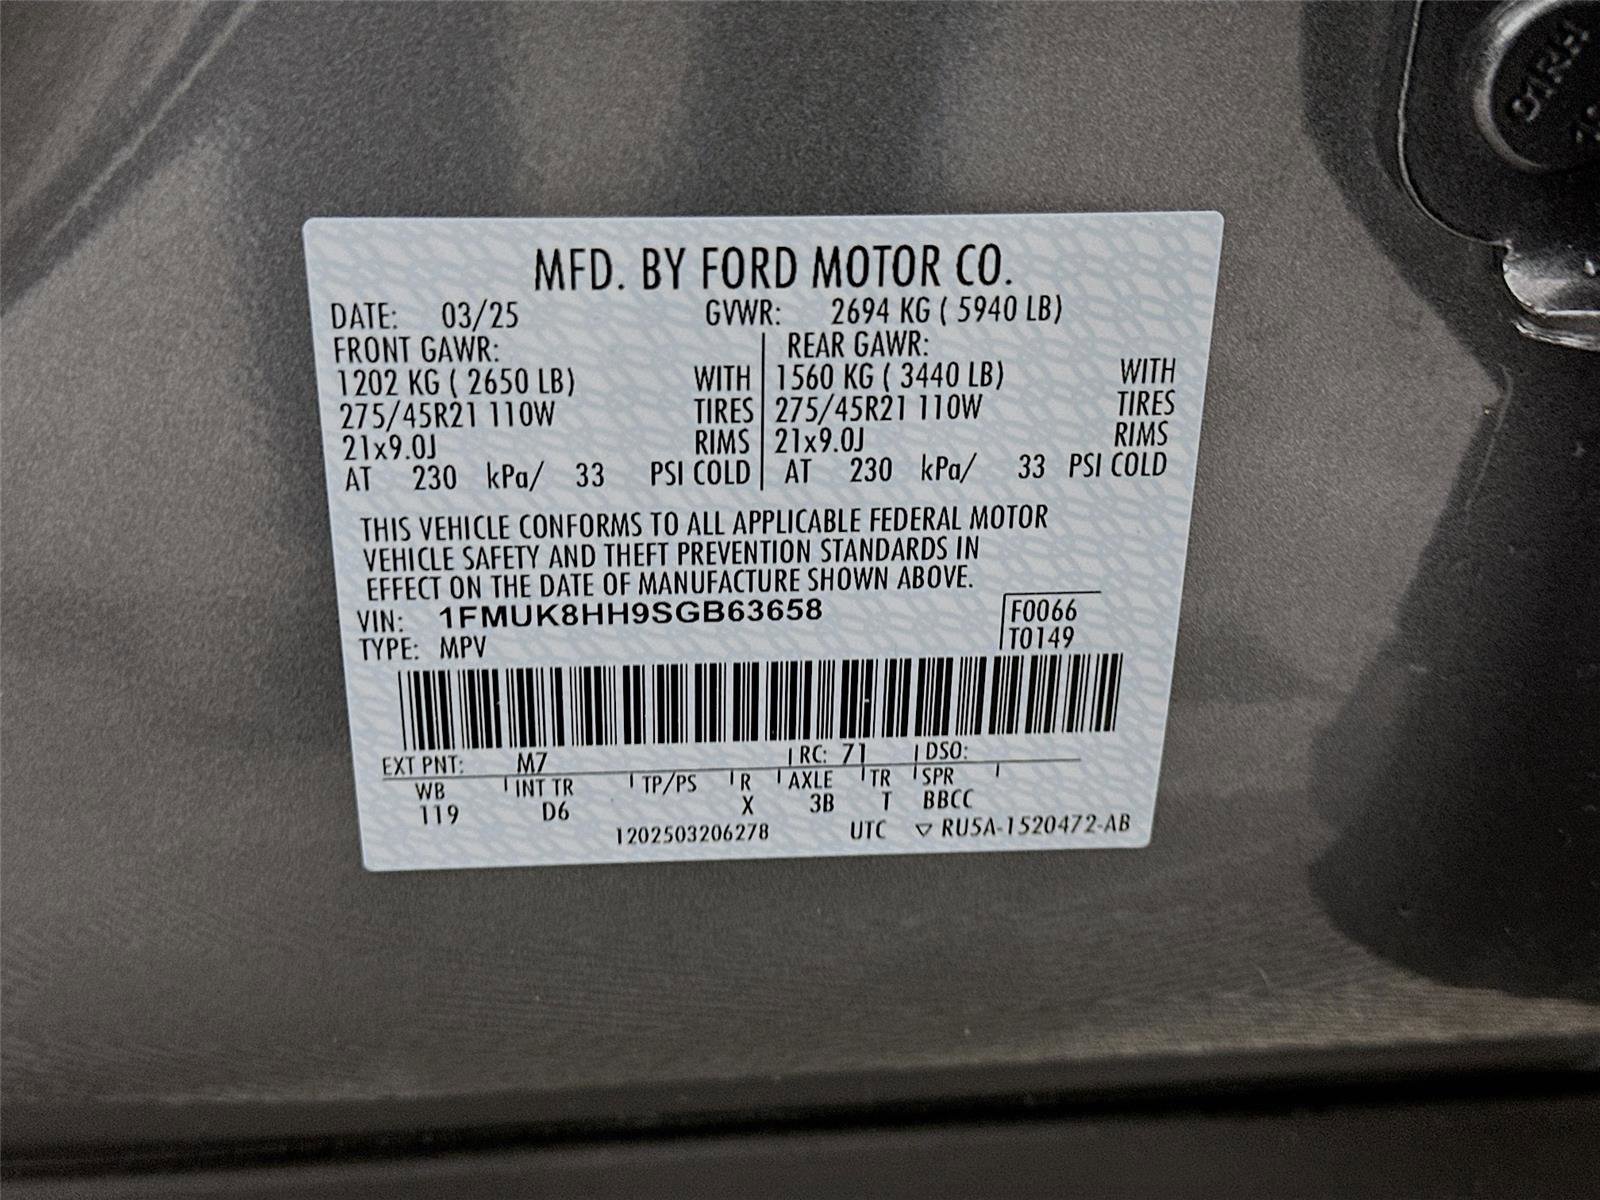 MFD. BY FORD MOTOR CO.
DATE: 03/25 GVWR: 2694 KG ( 5940 LB)
FRONT GAWR: REAR GAWR:
1202 KG ( 2650 LB) WITH 1560 KG ( 3440 LB) WITH
275/45R21 110W TIRES 275/45R21 110W TIRES
21x9.0J RIMS 21x9.0J RIMS
AT 230 kPa/ 33 PSI COLD AT 230 kPa/ 33 PSI COLD
THIS VEHICLE CONFORMS TO ALL APPLICABLE FEDERAL MOTOR
VEHICLE SAFETY AND THEFT PREVENTION STANDARDS IN
EFFECT ON THE DATE OF MANUFACTURE SHOWN ABOVE.
VIN: 1FMUK8HH9SGB63658 F0066
TYPE: MPV T0149
EXT PNT: M7 RC: 71 DSO:
WB INT TR TP/PS R AXLE TR SPR
119 D6 X 3B T BBCC
1202503206278 UTC ▽ RU5A-1520472-AB